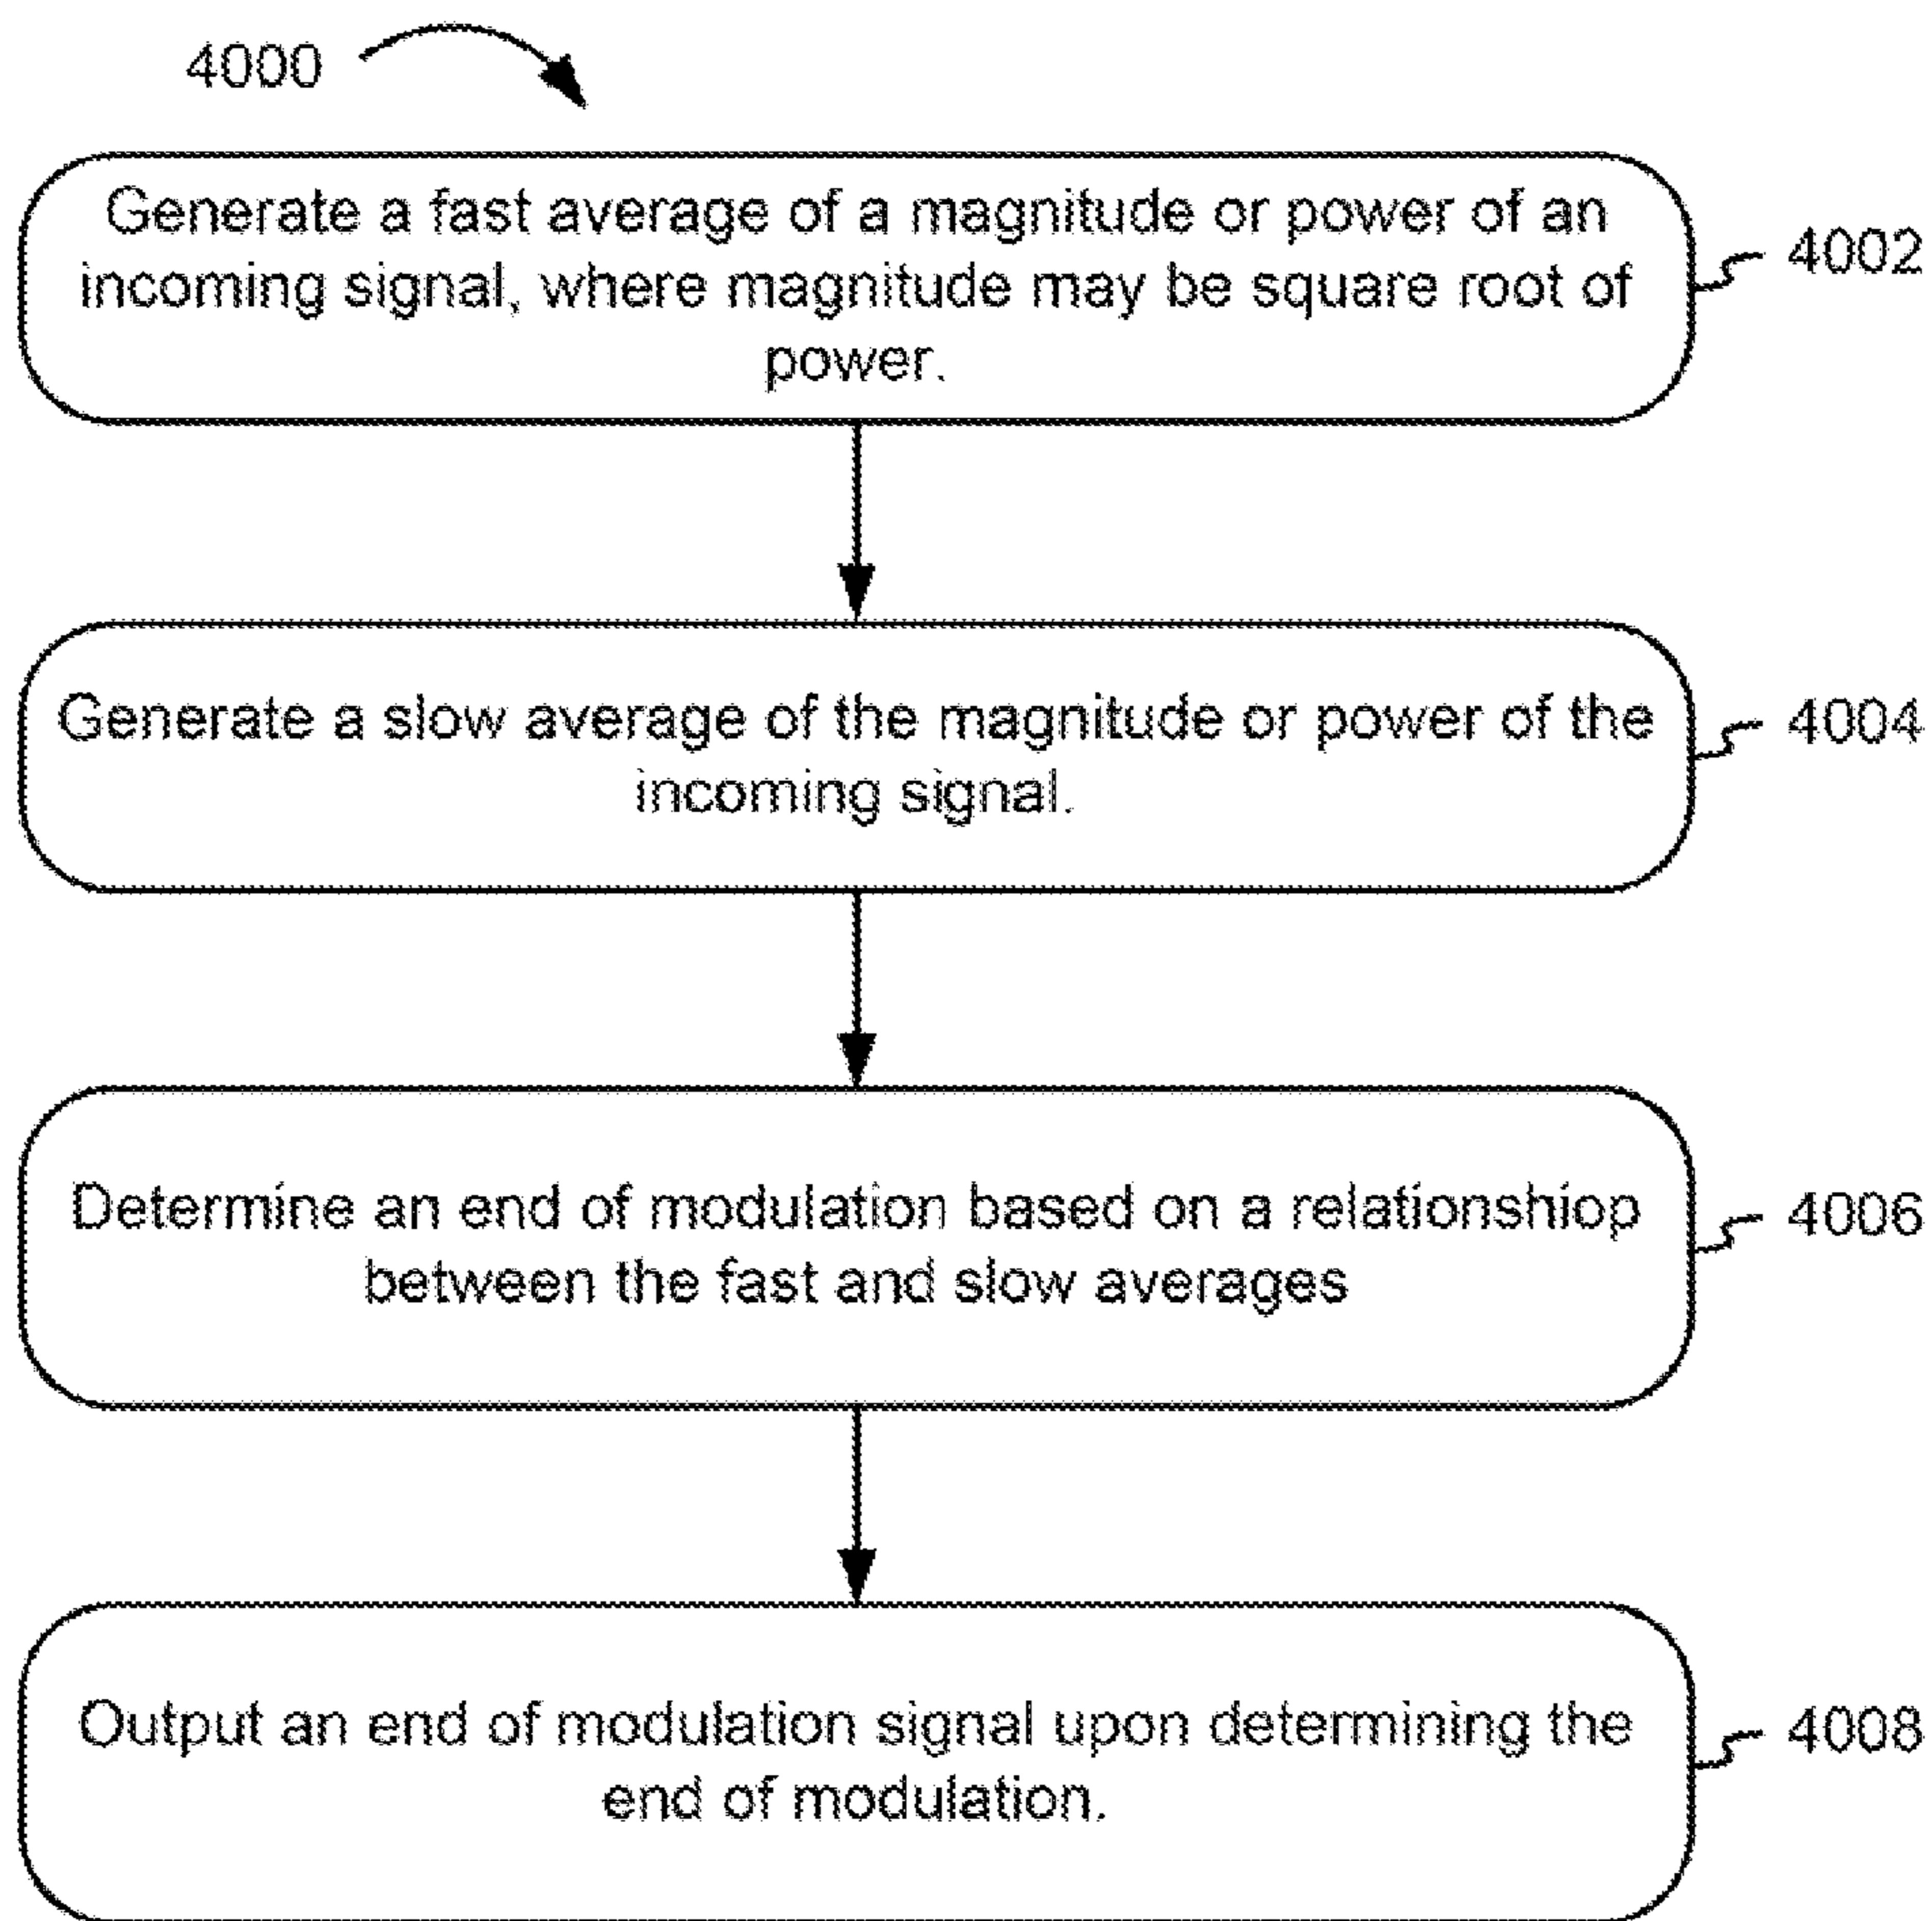 4000
Generate a fast average of a magnitude or power of an
incoming signal, where magnitude may be square root of
power.
4002
Generate a slow average of the magnitude or power of the
incoming signal.
4004
Determine an end of modulation based on a relationshiop
between the fast and slow averages
4006
Output an end of modulation signal upon determining the
end of modulation.
4008